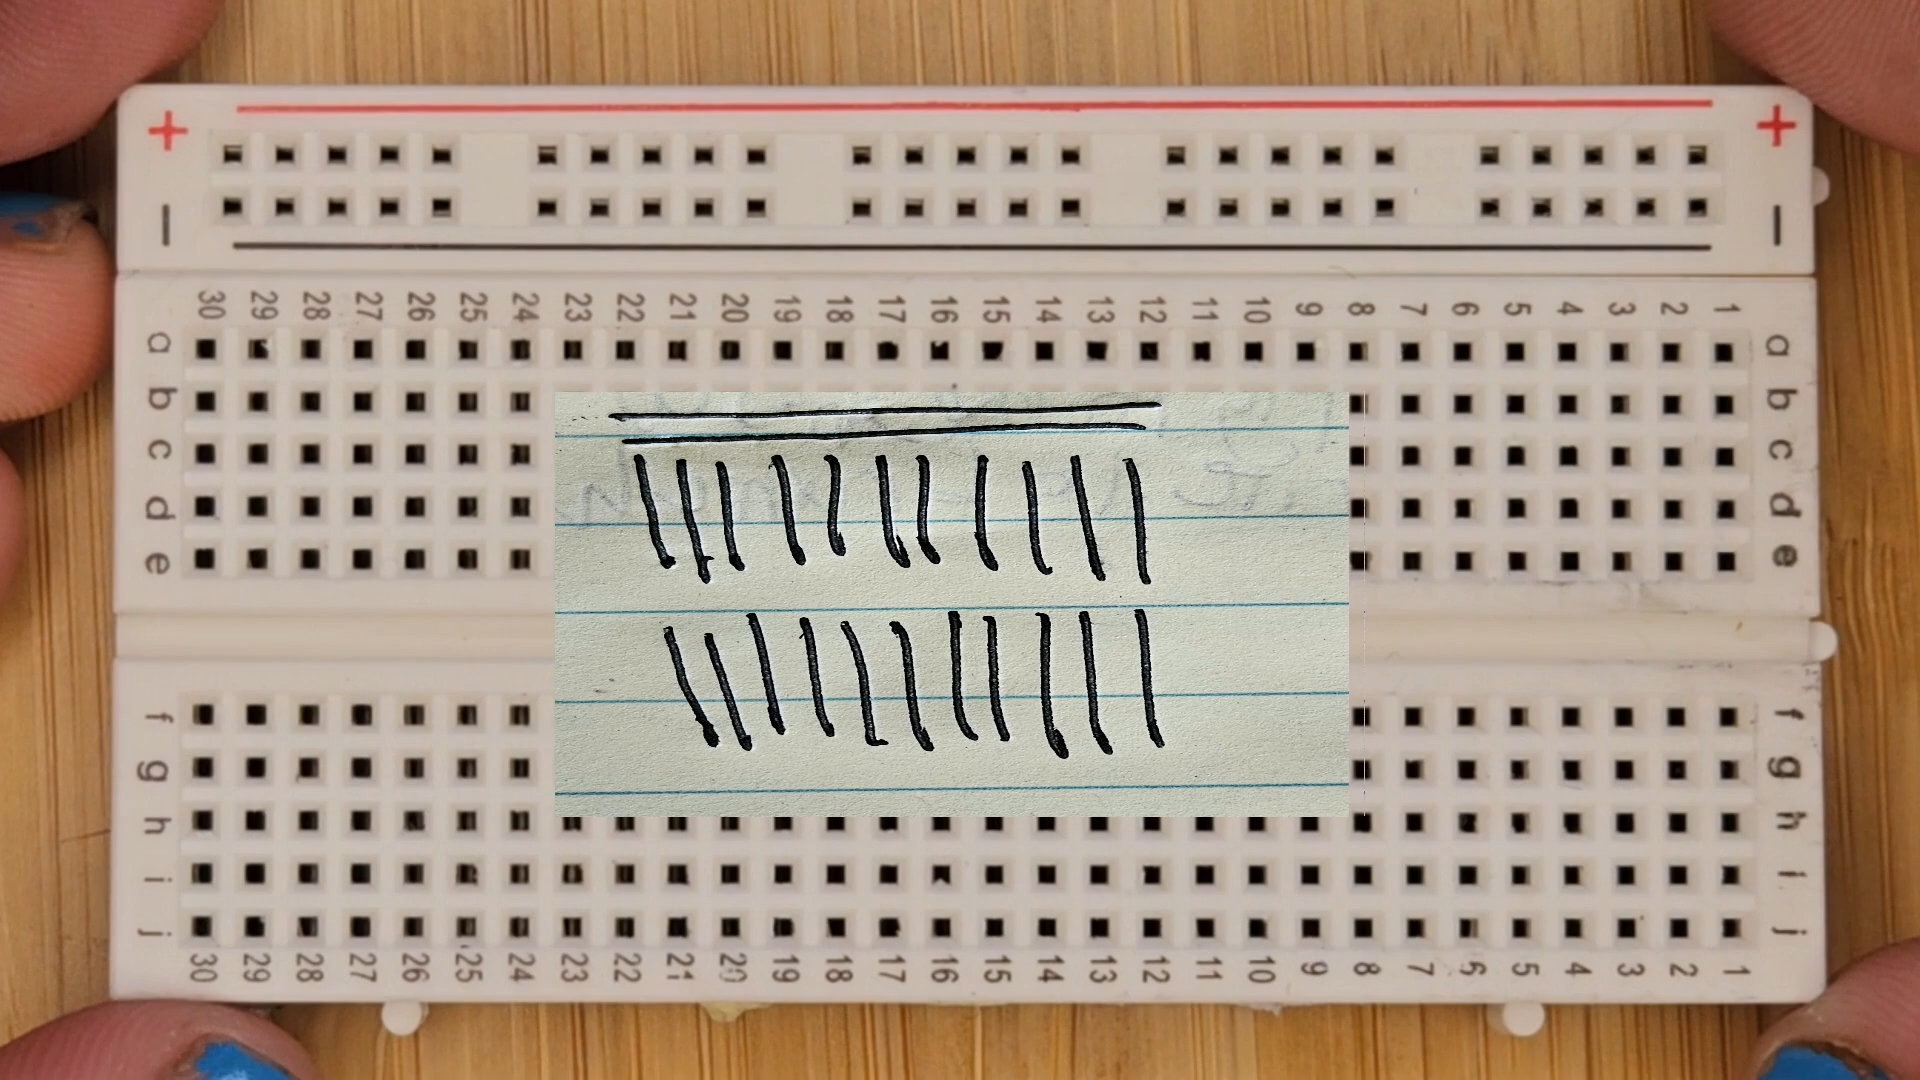 + +
− −
30 29 28 27 26 25 24 23 22 21 20 19 18 17 16 15 14 13 12 11 10 9 8 7 6 5 4 3 2 1
a a
b b
c c
d d
e e
f f
g g
h h
i i
j j
30 29 28 27 26 25 24 23 22 21 20 19 18 17 16 15 14 13 12 11 10 9 8 7 6 5 4 3 2 1